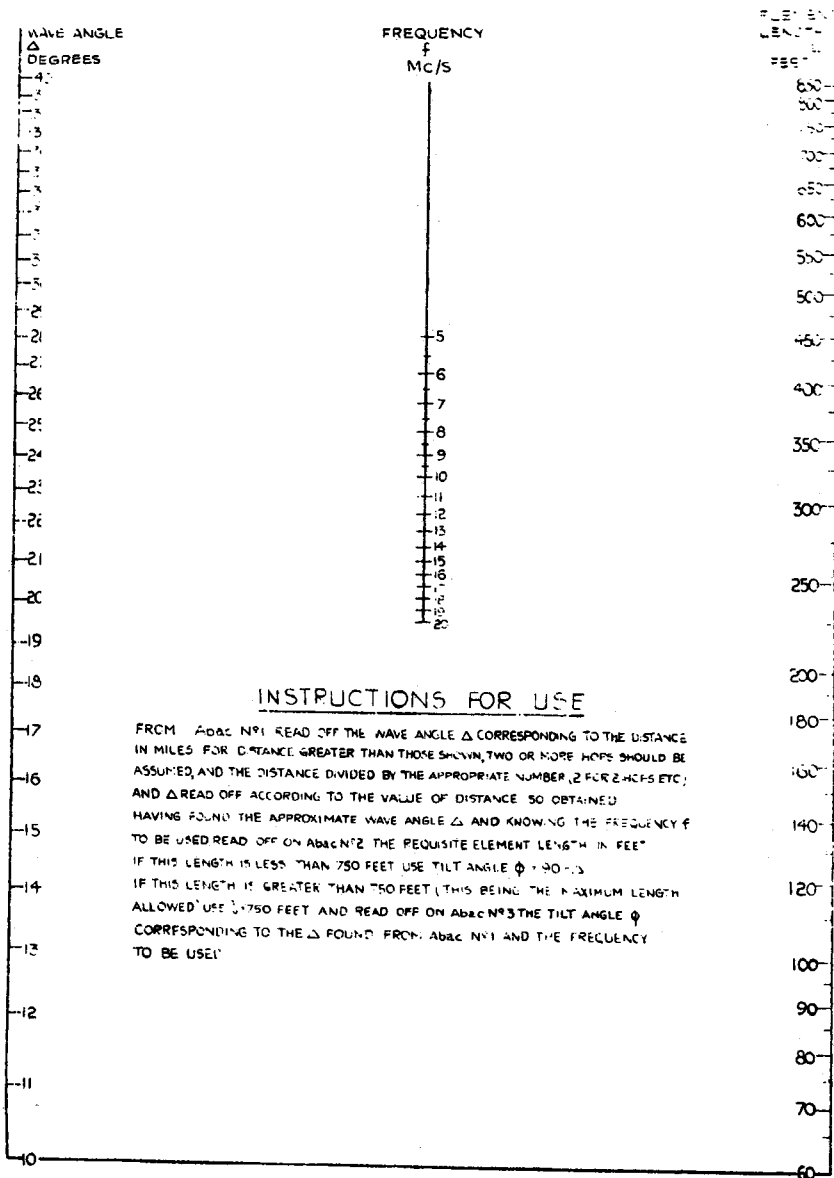 WAVE ANGLE
Δ
DEGREES
FREQUENCY
f
Mc/s
LENGTH
650
600
550
500
450
400
350
300
250
200
180
160
140
120
100
90
80
70
60
5
6
7
8
9
10
11
12
13
14
15
16
20
26
25
24
23
22
21
20
19
18
17
16
15
14
13
12
11
10
INSTRUCTIONS FOR USE
FROM Abac Nº1 READ OFF THE WAVE ANGLE Δ CORRESPONDING TO THE DISTANCE
IN MILES FOR DISTANCE GREATER THAN THOSE SHOWN, TWO OR MORE HOPS SHOULD BE
ASSUMED, AND THE DISTANCE DIVIDED BY THE APPROPRIATE NUMBER (2 FOR 2 HOPS ETC)
AND Δ READ OFF ACCORDING TO THE VALUE OF DISTANCE SO OBTAINED
HAVING FOUND THE APPROXIMATE WAVE ANGLE Δ AND KNOWING THE FREQUENCY f
TO BE USED READ OFF ON Abac Nº2 THE REQUISITE ELEMENT LENGTH IN FEET
IF THIS LENGTH IS LESS THAN 750 FEET USE TILT ANGLE φ 90
IF THIS LENGTH IS GREATER THAN 750 FEET (THIS BEING THE MAXIMUM LENGTH
ALLOWED USE 750 FEET AND READ OFF ON Abac Nº3 THE TILT ANGLE φ
CORRESPONDING TO THE Δ FOUND FROM Abac Nº1 AND THE FREQUENCY
TO BE USED